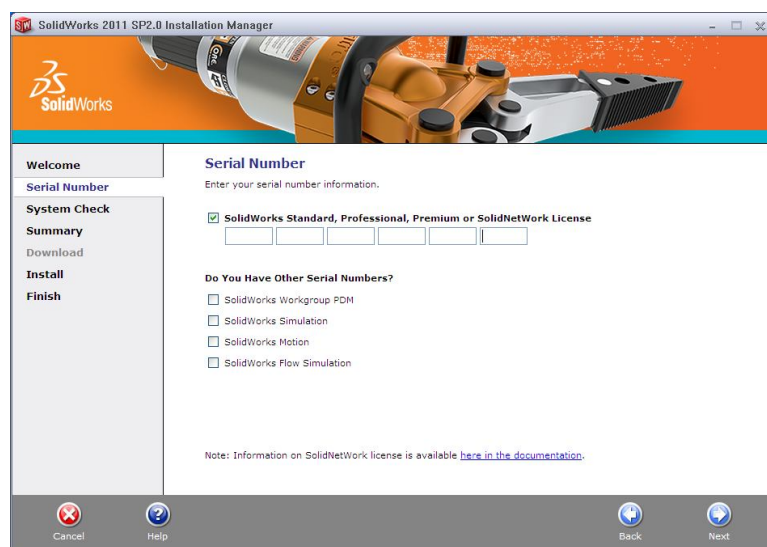 SolidWorks 2011 SP2.0 Installation Manager
SolidWorks
Welcome
Serial Number
System Check
Summary
Download
Install
Finish
Serial Number
Enter your serial number information.
SolidWorks Standard, Professional, Premium or SolidNetWork License
Do You Have Other Serial Numbers?
SolidWorks Workgroup PDM
SolidWorks Simulation
SolidWorks Motion
SolidWorks Flow Simulation
Note: Information on SolidNetWork license is available here in the documentation.
Cancel
Help
Back
Next